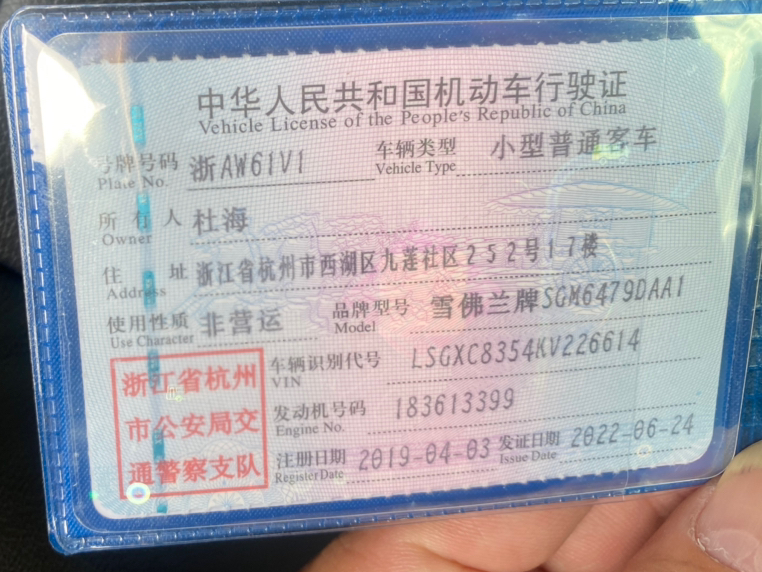 中华人民共和国机动车行驶证
Vehicle License of the People's Republic of China
号牌号码 浙AW61V1 车辆类型 小型普通客车
Plate No. Vehicle Type
所有人 杜海
Owner
住址 浙江省杭州市西湖区九莲社区252号17楼
Address
使用性质 非营运 品牌型号 雪佛兰牌SGM6479DAA1
Use Character Model
车辆识别代号 LSGXC8354KV226614
VIN
发动机号码 183613399
Engine No.
注册日期 2019-04-03 发证日期 2022-06-24
Register Date Issue Date
浙江省杭州
市公安局交
通警察支队